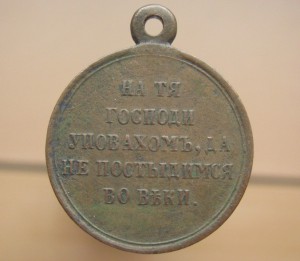 НА ТЯ
ГОСПОДИ
УПОВАХОМЪ, ДА
НЕ ПОСТЫДИМСЯ
ВО ВѢКИ.